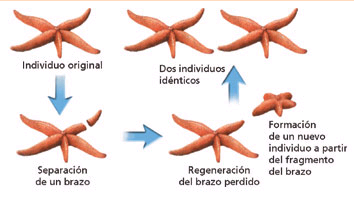 Individuo original
Dos individuos
idénticos
Separación
de un brazo
Regeneración
del brazo perdido
Formación
de un nuevo
individuo a partir
del fragmento
del brazo